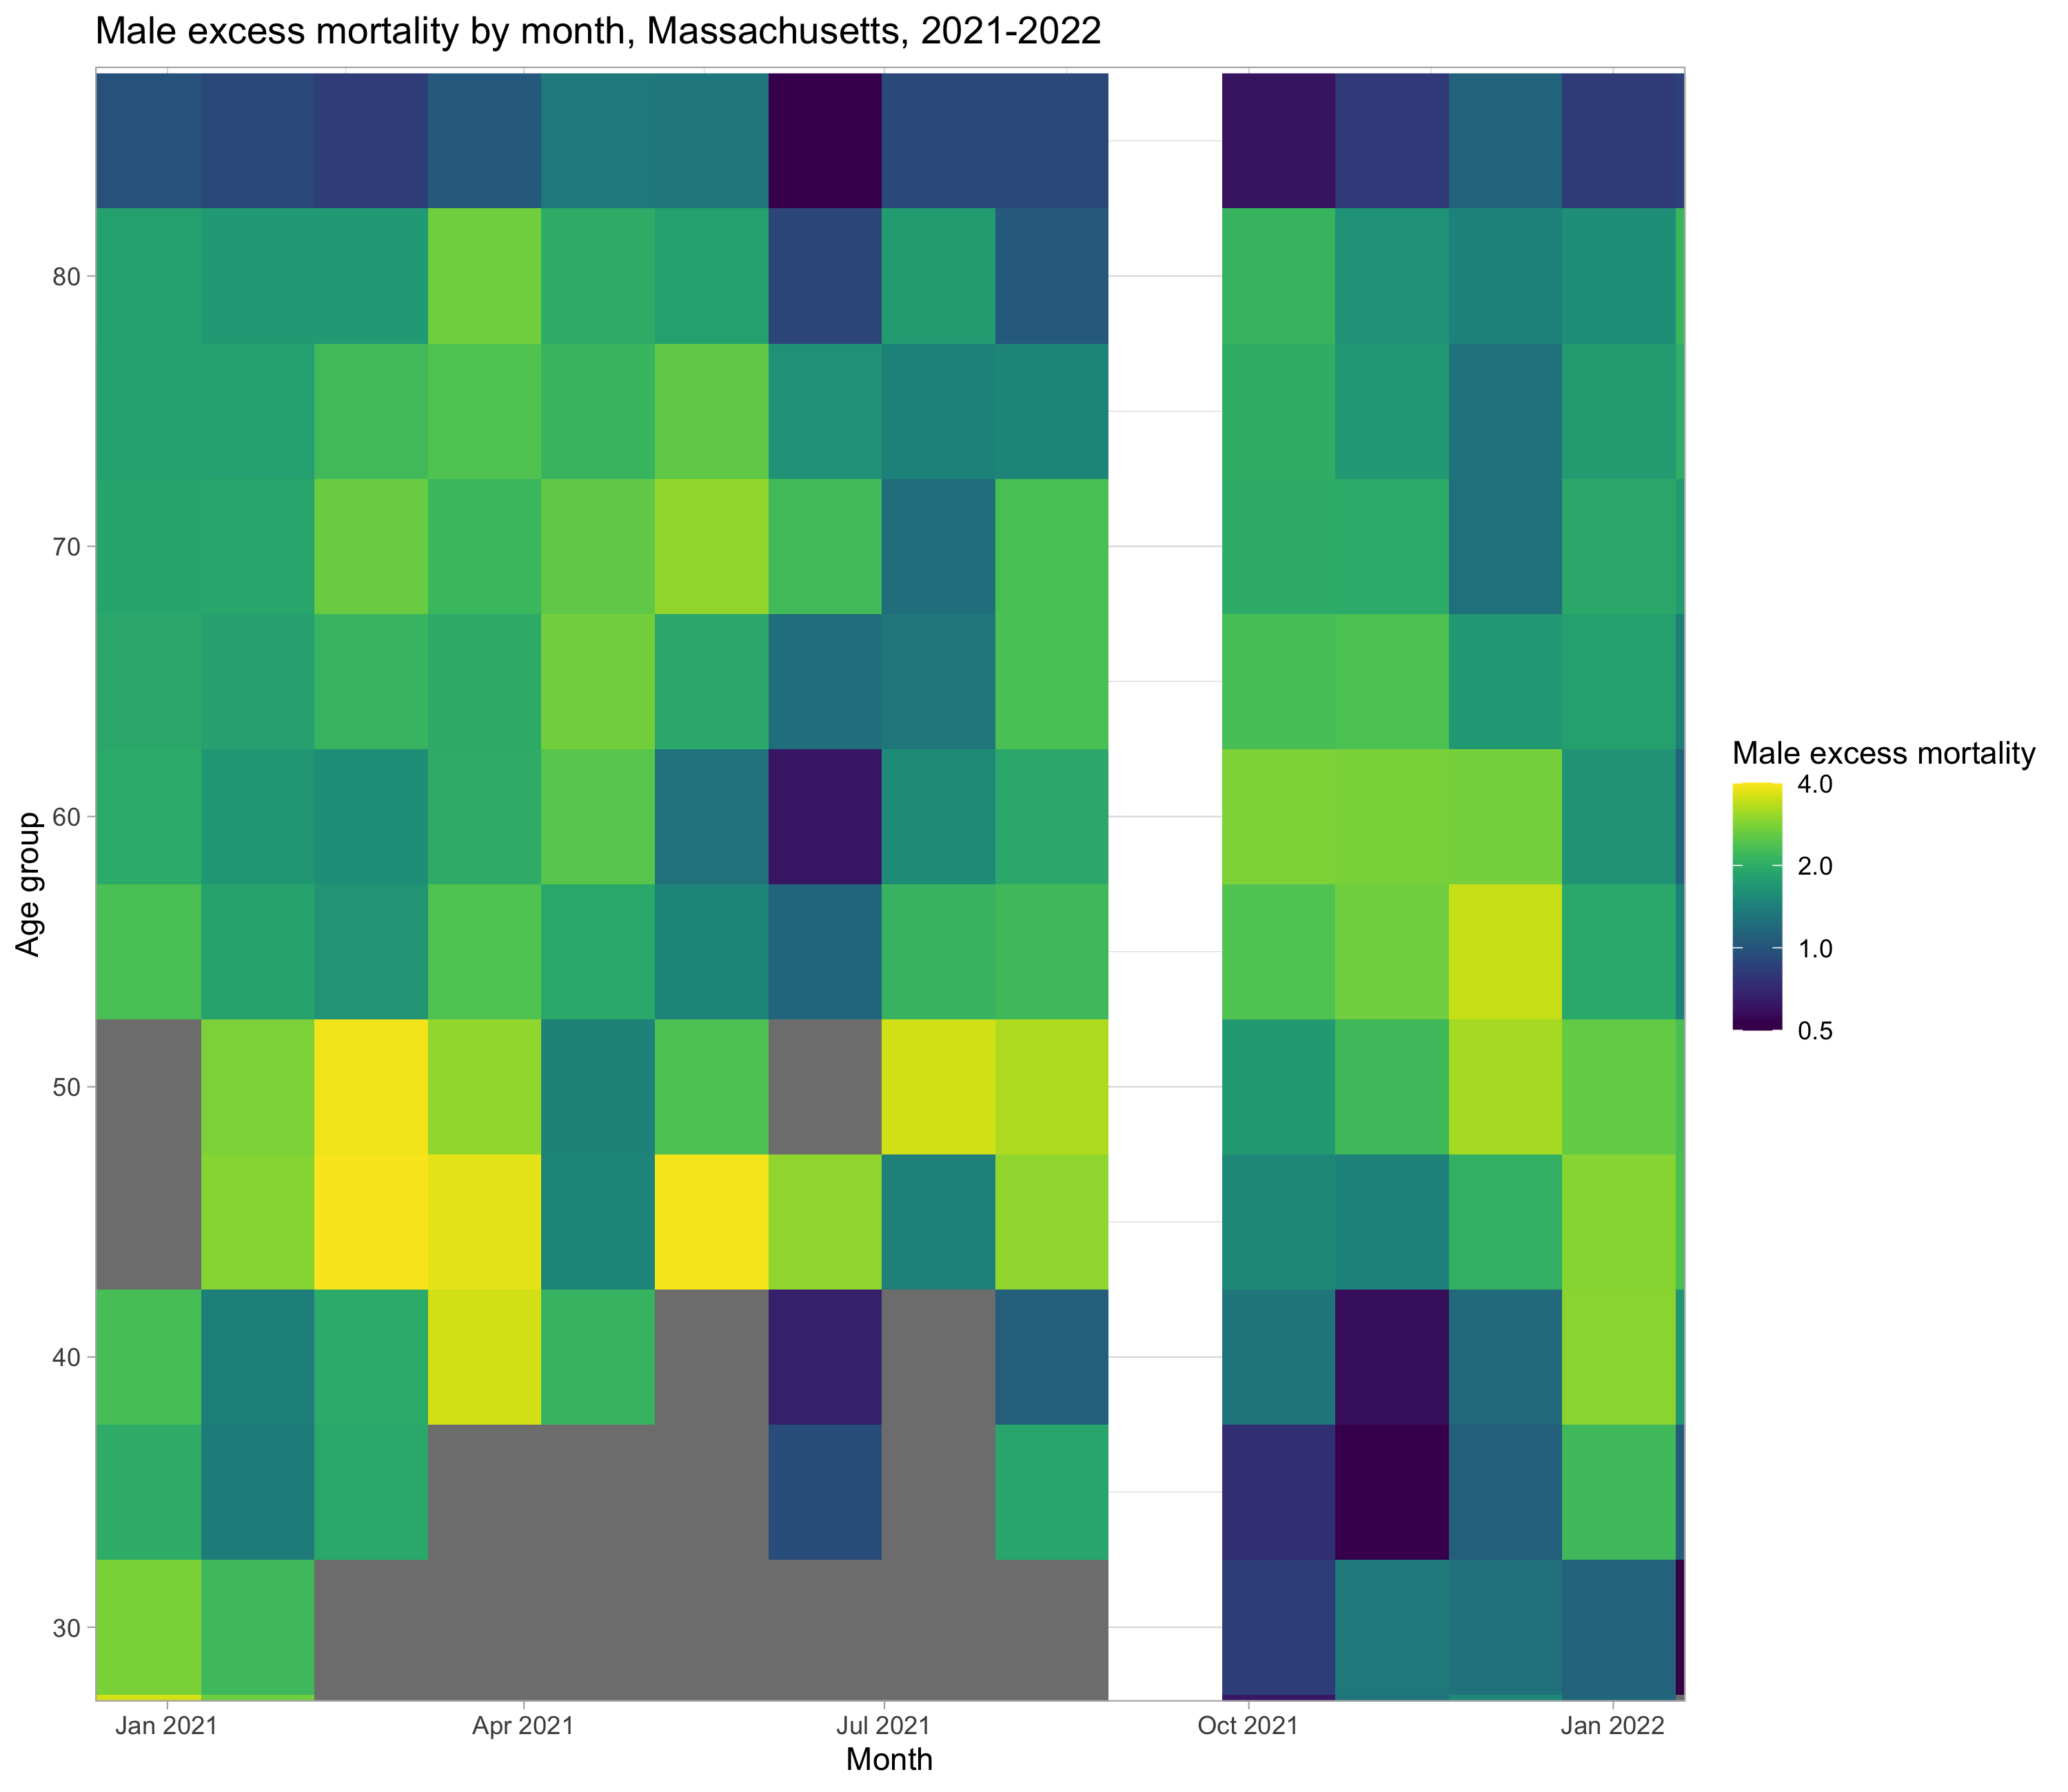 Male excess mortality by month, Massachusetts, 2021-2022
Age group
80
70
60
50
40
30
Jan 2021
Apr 2021
Jul 2021
Oct 2021
Jan 2022
Month
Male excess mortality
4.0
2.0
1.0
0.5